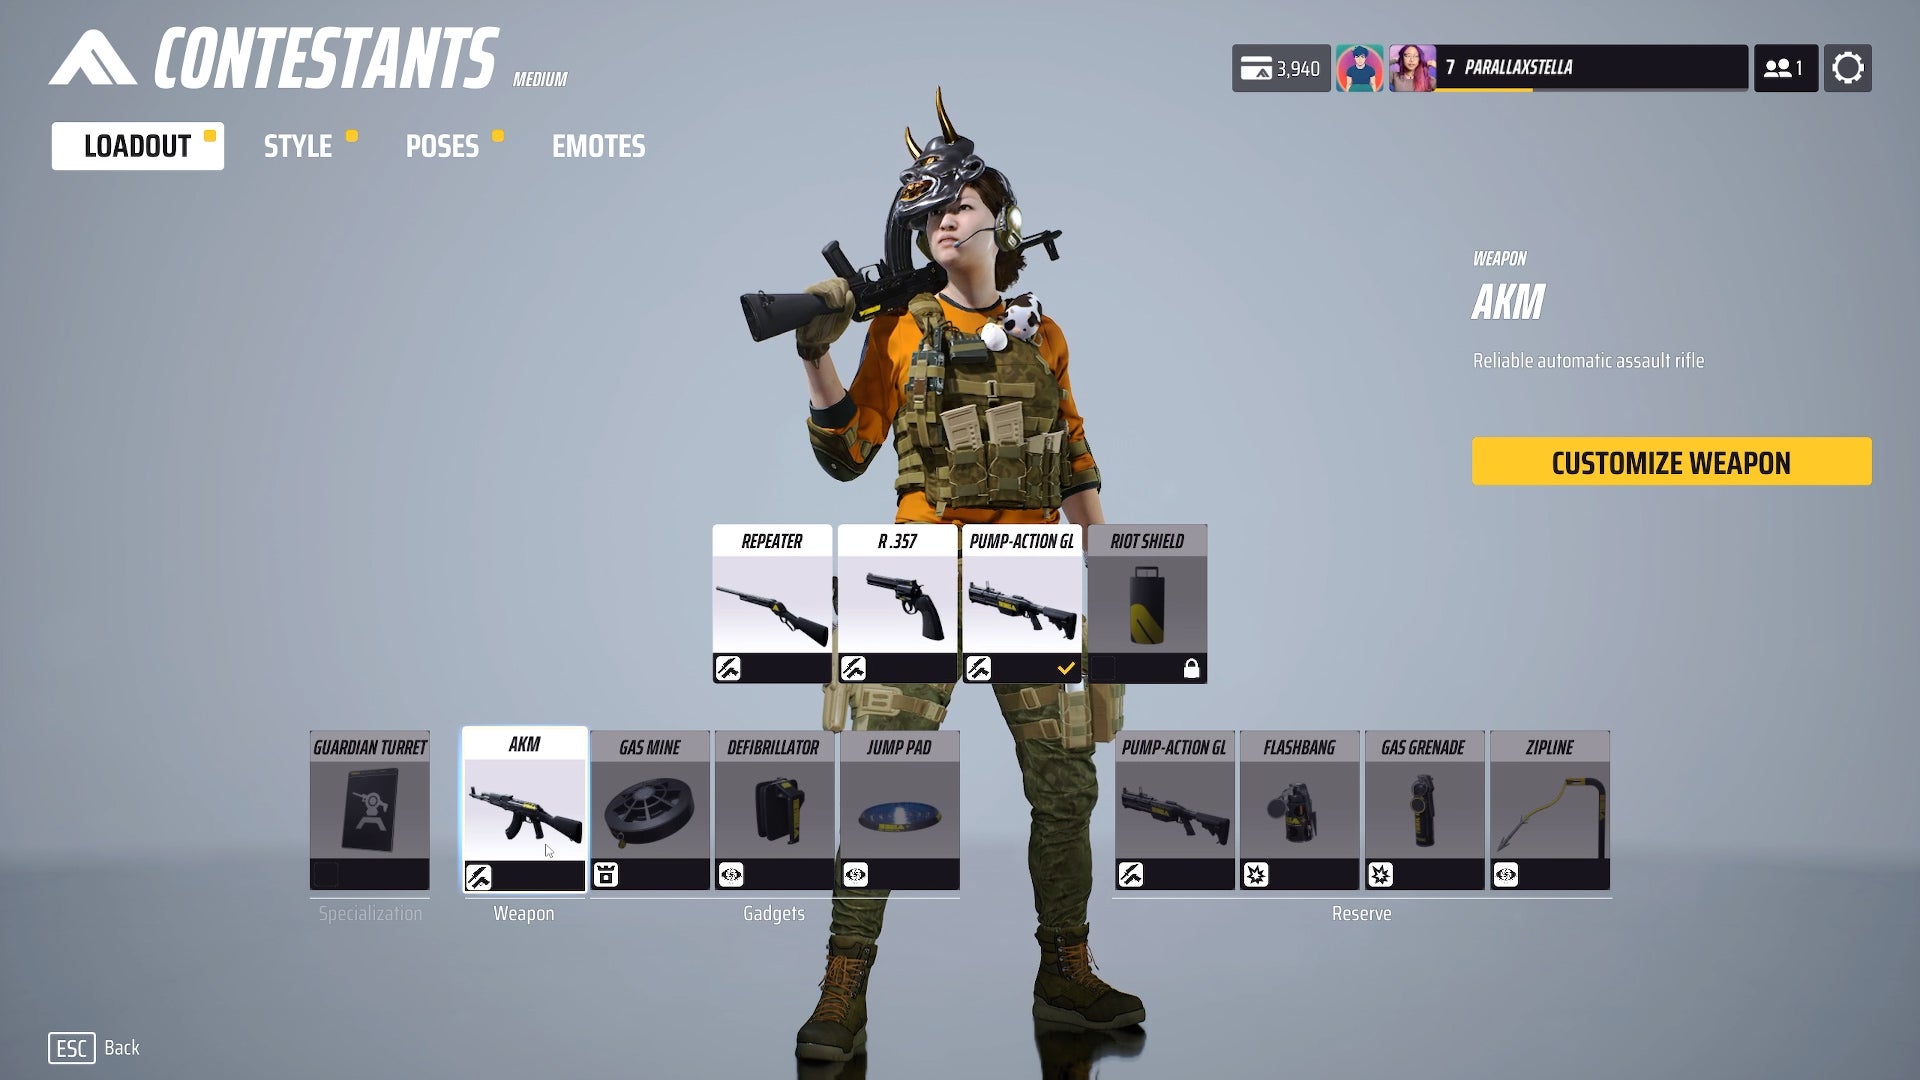 CONTESTANTS MEDIUM
3,940
7 PARALLAXSTELLA
1
LOADOUT
STYLE
POSES
EMOTES
WEAPON
AKM
Reliable automatic assault rifle
CUSTOMIZE WEAPON
REPEATER
R .357
PUMP-ACTION GL
RIOT SHIELD
GUARDIAN TURRET
AKM
GAS MINE
DEFIBRILLATOR
JUMP PAD
PUMP-ACTION GL
FLASHBANG
GAS GRENADE
ZIPLINE
Specialization
Weapon
Gadgets
Reserve
ESC Back